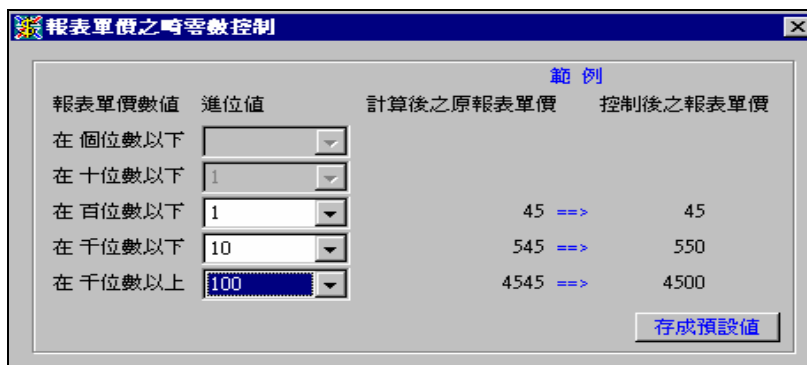 報表單價之畸零數控制
範 例
報表單價數值 進位值 計算後之原報表單價 控制後之報表單價
在 個位數以下
在 十位數以下 1
在 百位數以下 1 45 ==> 45
在 千位數以下 10 545 ==> 550
在 千位數以上 100 4545 ==> 4500
存成預設值